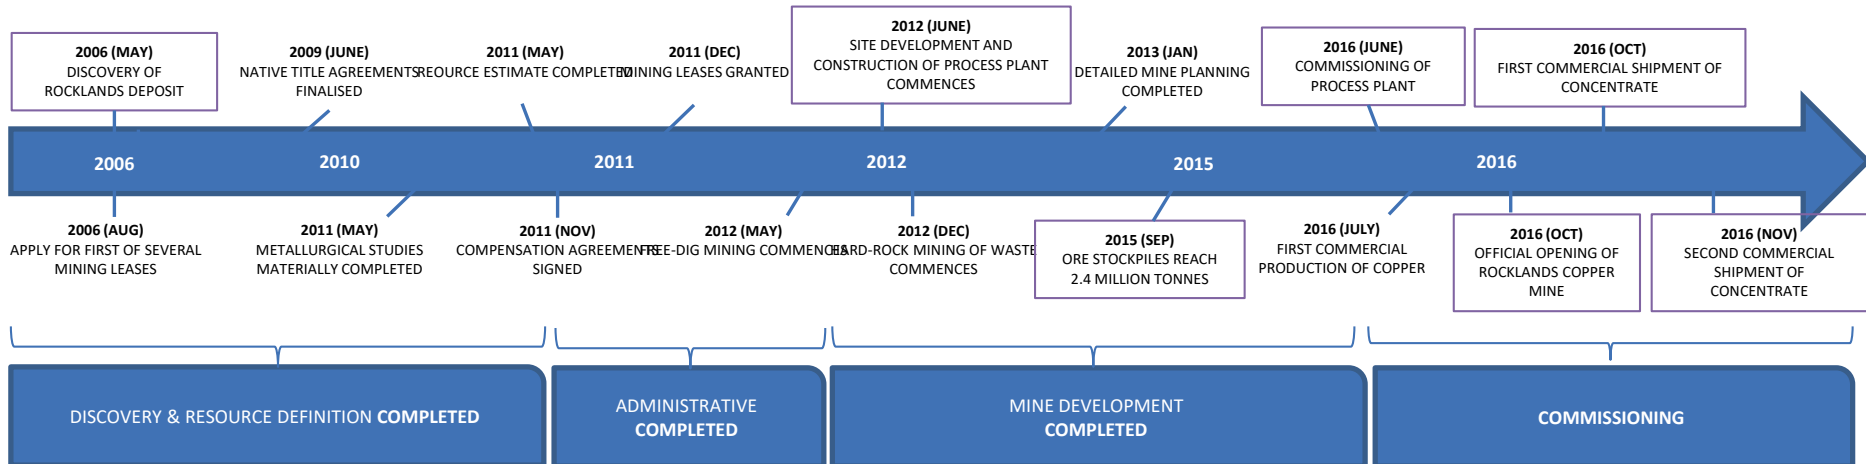 2006 (MAY)
DISCOVERY OF
ROCKLANDS DEPOSIT
2009 (JUNE)
NATIVE TITLE AGREEMENTS
FINALISED
2011 (MAY)
REOURCE ESTIMATE COMPLETED
2011 (DEC)
MINING LEASES GRANTED
2012 (JUNE)
SITE DEVELOPMENT AND
CONSTRUCTION OF PROCESS PLANT
COMMENCES
2013 (JAN)
DETAILED MINE PLANNING
COMPLETED
2016 (JUNE)
COMMISSIONING OF
PROCESS PLANT
2016 (OCT)
FIRST COMMERCIAL SHIPMENT OF
CONCENTRATE
2006
2010
2011
2012
2015
2016
2006 (AUG)
APPLY FOR FIRST OF SEVERAL
MINING LEASES
2011 (MAY)
METALLURGICAL STUDIES
MATERIALLY COMPLETED
2011 (NOV)
COMPENSATION AGREEMENTS
SIGNED
2012 (MAY)
FREE-DIG MINING COMMENCES
2012 (DEC)
HARD-ROCK MINING OF WASTE
COMMENCES
2015 (SEP)
ORE STOCKPILES REACH
2.4 MILLION TONNES
2016 (JULY)
FIRST COMMERCIAL
PRODUCTION OF COPPER
2016 (OCT)
OFFICIAL OPENING OF
ROCKLANDS COPPER
MINE
2016 (NOV)
SECOND COMMERCIAL
SHIPMENT OF
CONCENTRATE
DISCOVERY & RESOURCE DEFINITION COMPLETED
ADMINISTRATIVE
COMPLETED
MINE DEVELOPMENT
COMPLETED
COMMISSIONING